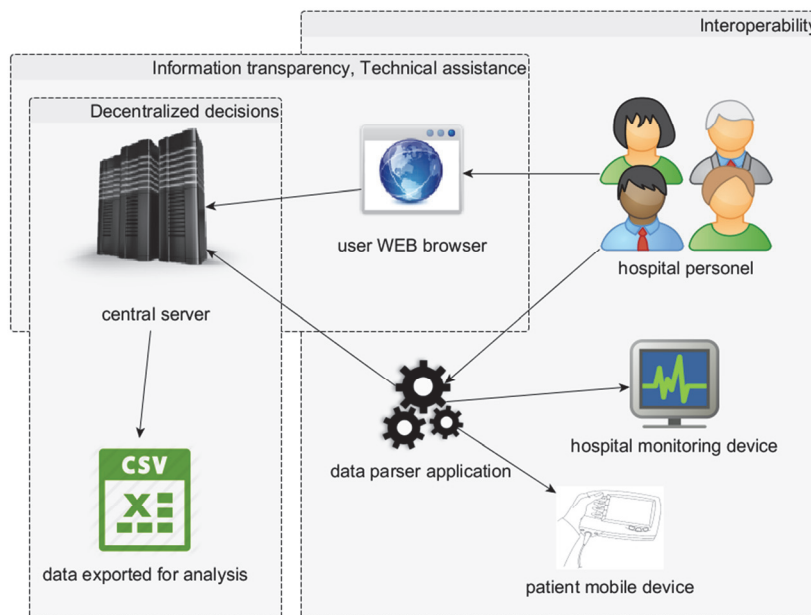 Interoperability
Information transparency, Technical assistance
Decentralized decisions
user WEB browser
hospital personel
central server
hospital monitoring device
data parser application
CSV
X
data exported for analysis
patient mobile device